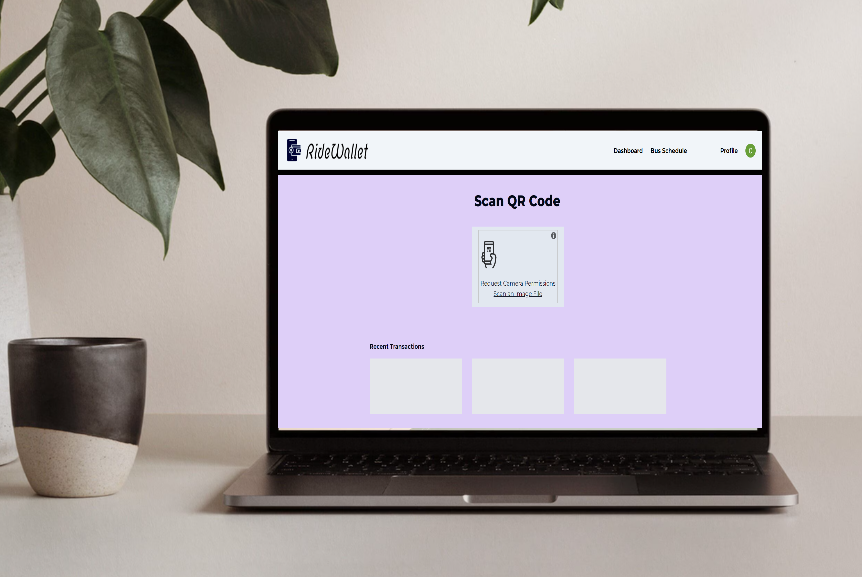 RideWallet
Dashboard Bus Schedule Profile
Scan QR Code
Request Camera Permissions
Scan an Image File
Recent Transactions